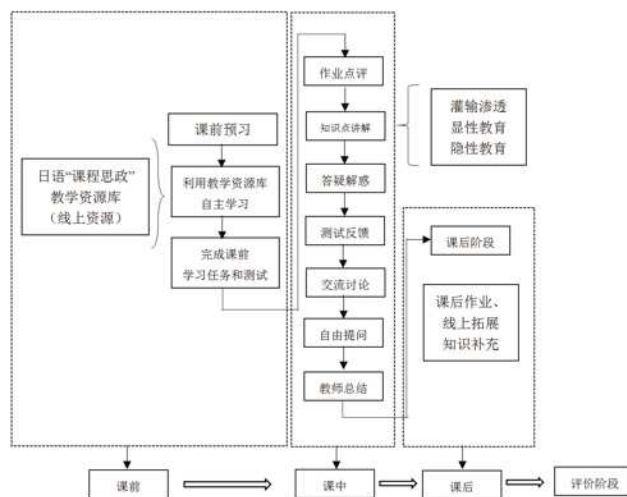 日语“课程思政”
教学资源库
(线上资源)
课前预习
利用教学资源库
自主学习
完成课前
学习任务和测试
作业点评
知识点讲解
答疑解惑
测试反馈
交流讨论
自由提问
教师总结
灌输渗透
显性教育
隐性教育
课后阶段
课后作业、
线上拓展
知识补充
课前
课中
课后
评价阶段